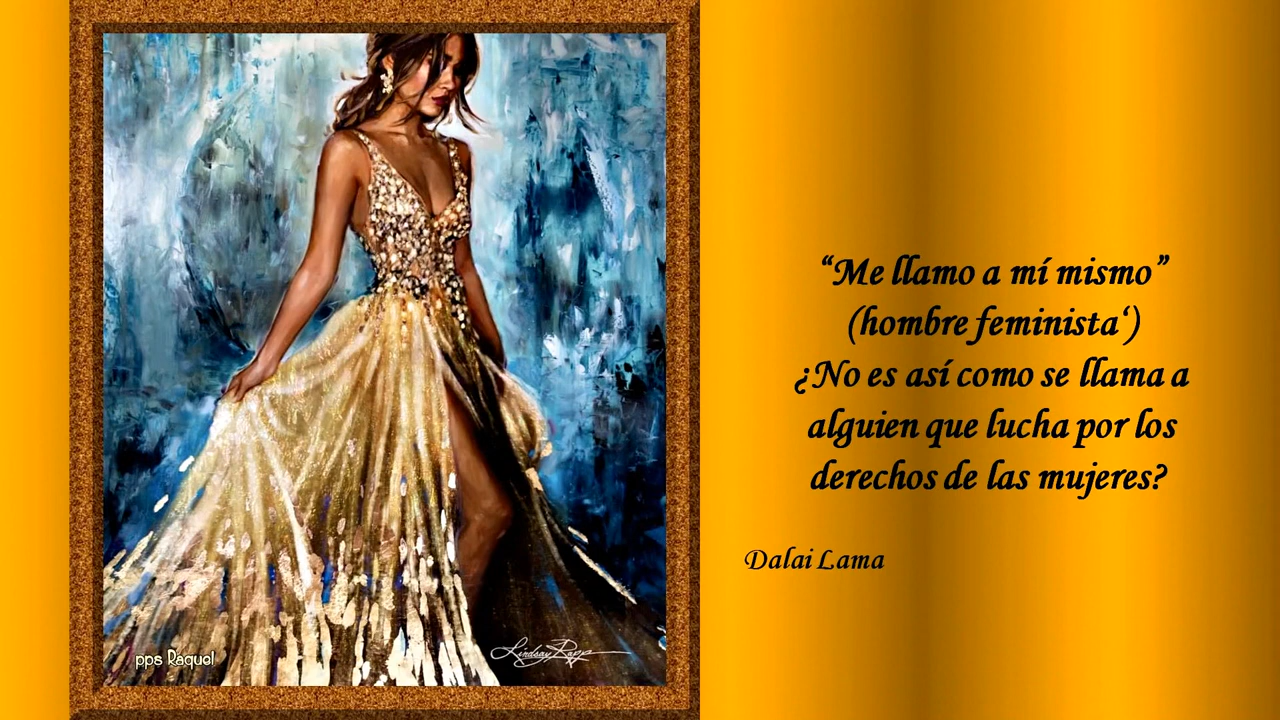 “Me llamo a mí mismo”
(hombre feminista‘)
¿No es así como se llama a
alguien que lucha por los
derechos de las mujeres?
Dalai Lama
pps Raquel
Lindsay Rapp